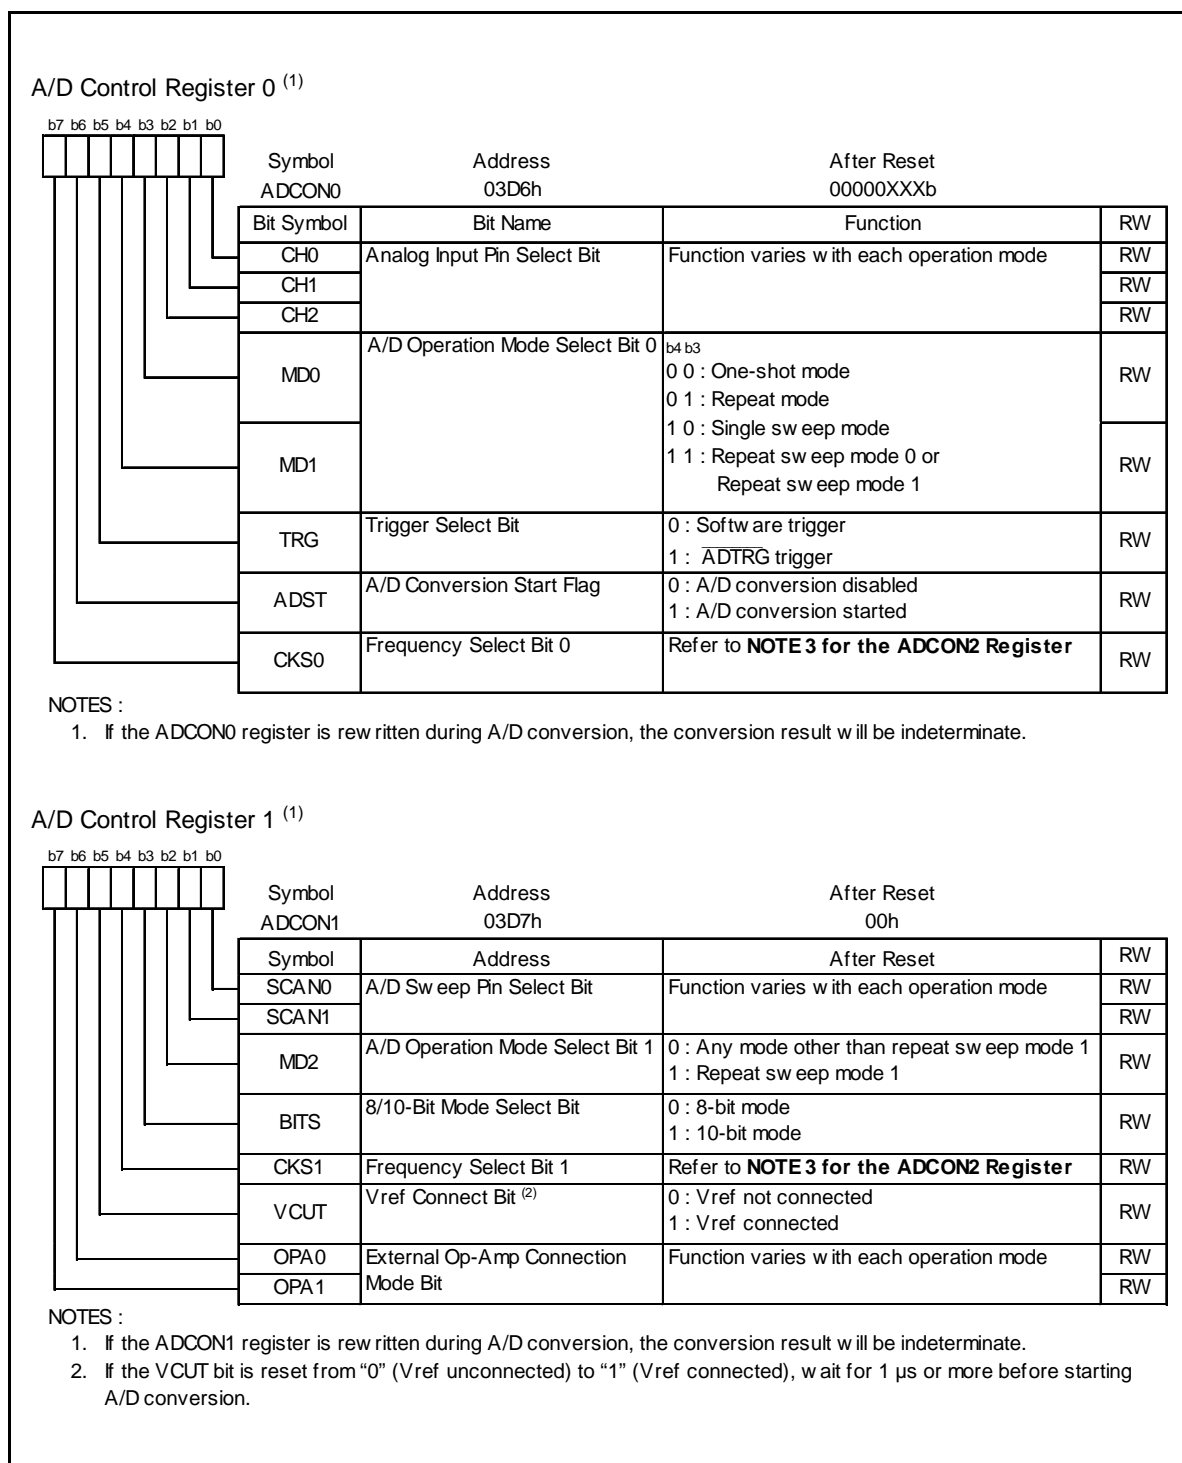 A/D Control Register 0 (1)
b7 b6 b5 b4 b3 b2 b1 b0
Symbol Address After Reset
ADCON0 03D6h 00000XXXb
Bit Symbol Bit Name Function RW
CH0 Analog Input Pin Select Bit Function varies with each operation mode RW
CH1 RW
CH2 RW
MD0 A/D Operation Mode Select Bit 0 b4 b3 RW
0 0 : One-shot mode
0 1 : Repeat mode
1 0 : Single sweep mode
MD1 1 1 : Repeat sweep mode 0 or RW
Repeat sweep mode 1
TRG Trigger Select Bit 0 : Software trigger RW
1 : ADTRG trigger
ADST A/D Conversion Start Flag 0 : A/D conversion disabled RW
1 : A/D conversion started
CKS0 Frequency Select Bit 0 Refer to NOTE 3 for the ADCON2 Register RW
NOTES :
1. If the ADCON0 register is rewritten during A/D conversion, the conversion result will be indeterminate.
A/D Control Register 1 (1)
b7 b6 b5 b4 b3 b2 b1 b0
Symbol Address After Reset
ADCON1 03D7h 00h
Symbol Address After Reset RW
SCAN0 A/D Sweep Pin Select Bit Function varies with each operation mode RW
SCAN1 RW
MD2 A/D Operation Mode Select Bit 1 0 : Any mode other than repeat sweep mode 1 RW
1 : Repeat sweep mode 1
BITS 8/10-Bit Mode Select Bit 0 : 8-bit mode RW
1 : 10-bit mode
CKS1 Frequency Select Bit 1 Refer to NOTE 3 for the ADCON2 Register RW
VCUT Vref Connect Bit (2) 0 : Vref not connected RW
1 : Vref connected
OPA0 External Op-Amp Connection Function varies with each operation mode RW
OPA1 Mode Bit RW
NOTES :
1. If the ADCON1 register is rewritten during A/D conversion, the conversion result will be indeterminate.
2. If the VCUT bit is reset from “0” (Vref unconnected) to “1” (Vref connected), wait for 1 µs or more before starting
A/D conversion.